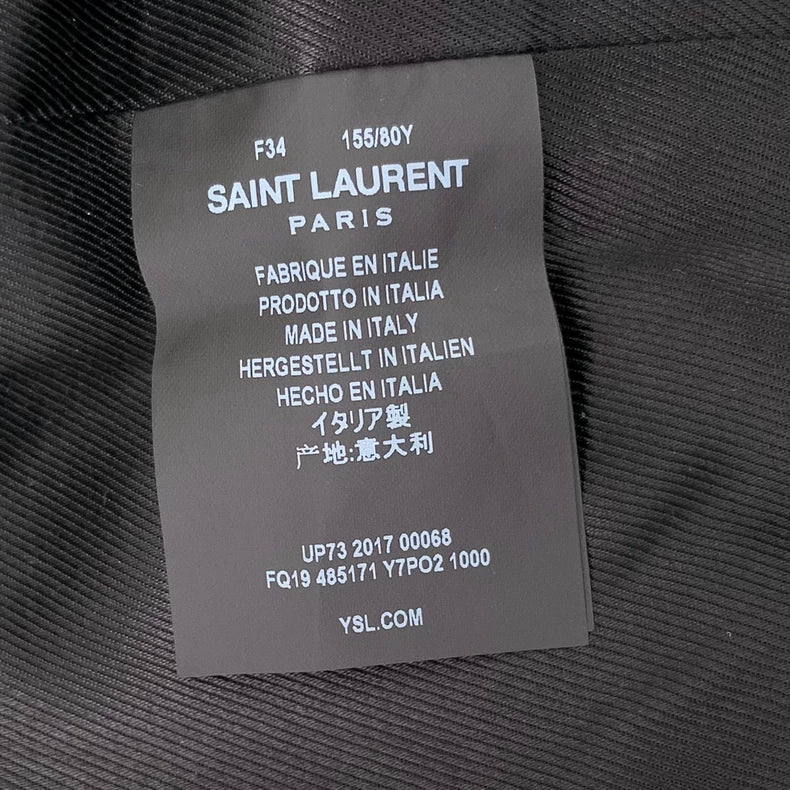 F34 155/80Y
SAINT LAURENT
PARIS
FABRIQUE EN ITALIE
PRODOTTO IN ITALIA
MADE IN ITALY
HERGESTELLT IN ITALIEN
HECHO EN ITALIA
イタリア製
产地:意大利
UP73 2017 00068
FQ19 485171 Y7PO2 1000
YSL.COM